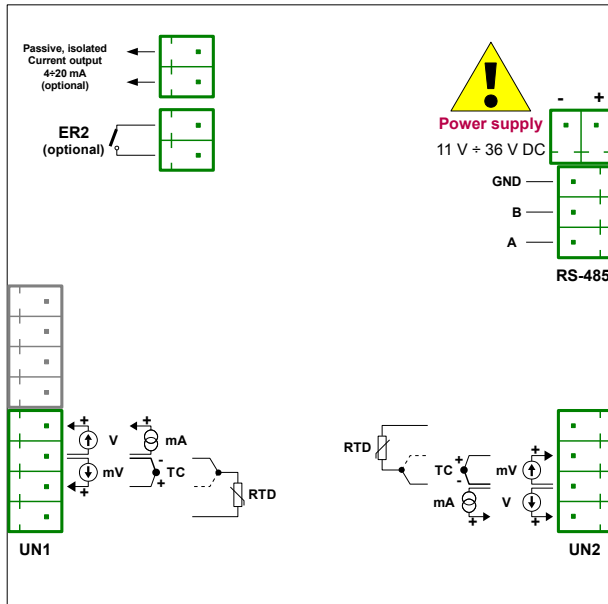 Passive, isolated
Current output
4÷20 mA
(optional)
ER2
(optional)
!
- +
Power supply
11 V ÷ 36 V DC
GND
B
A
RS-485
+ +
V mA
-
mV TC
+
+
RTD
UN1
RTD
+ +
TC mV
-
mA V
+ +
UN2